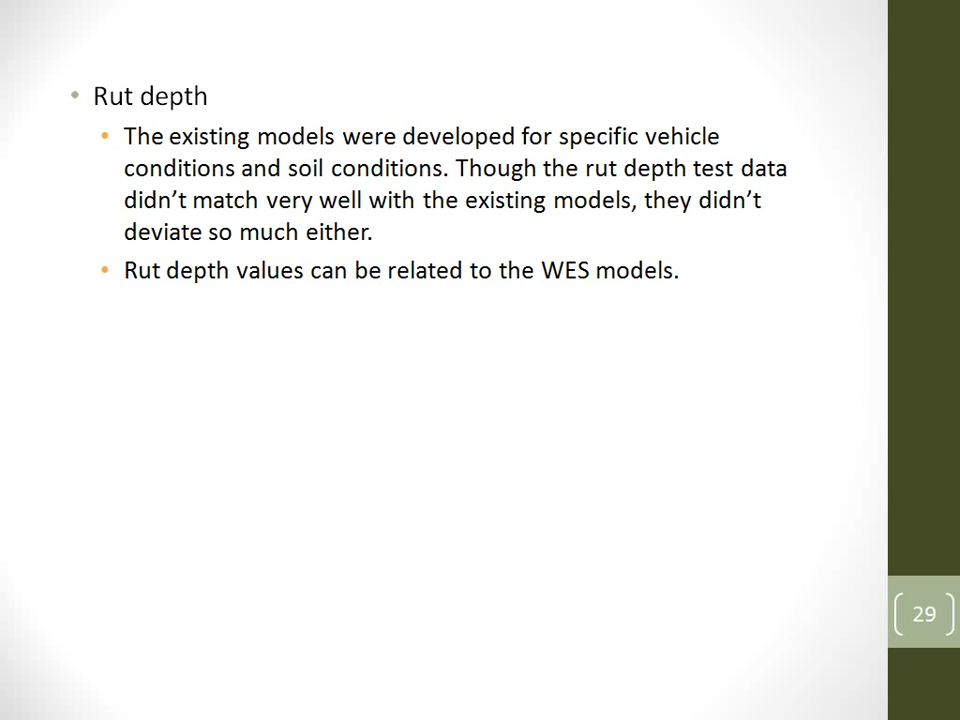 • Rut depth
• The existing models were developed for specific vehicle
conditions and soil conditions. Though the rut depth test data
didn’t match very well with the existing models, they didn’t
deviate so much either.
• Rut depth values can be related to the WES models.
29